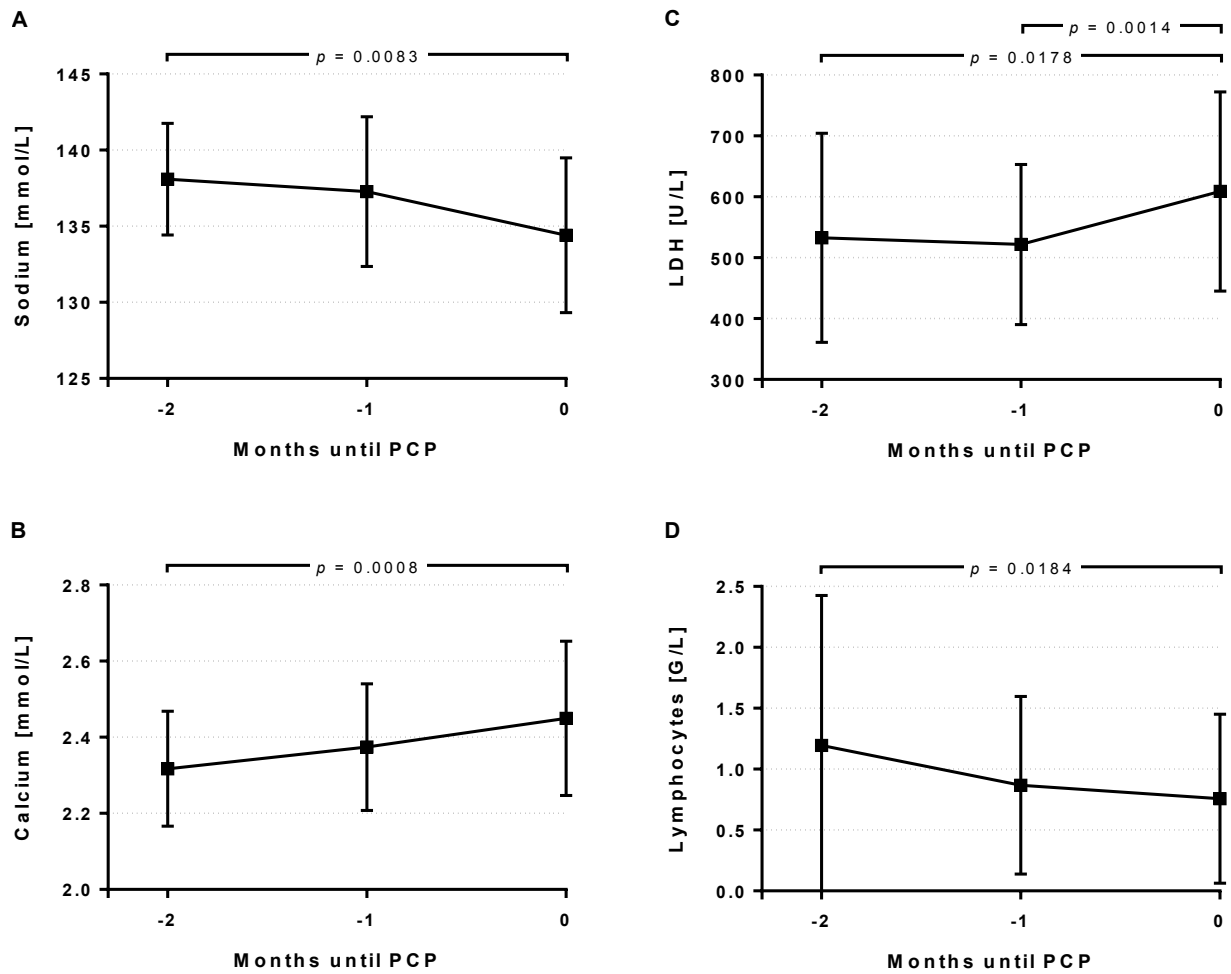 A
p = 0.0083
145
140
135
130
125
Sodium [mmol/L]
-2
-1
0
Months until PCP
B
p = 0.0008
2.8
2.6
2.4
2.2
2.0
Calcium [mmol/L]
-2
-1
0
Months until PCP
C
p = 0.0014
p = 0.0178
800
700
600
500
400
300
LDH [U/L]
-2
-1
0
Months until PCP
D
p = 0.0184
2.5
2.0
1.5
1.0
0.5
0.0
Lymphocytes [G/L]
-2
-1
0
Months until PCP